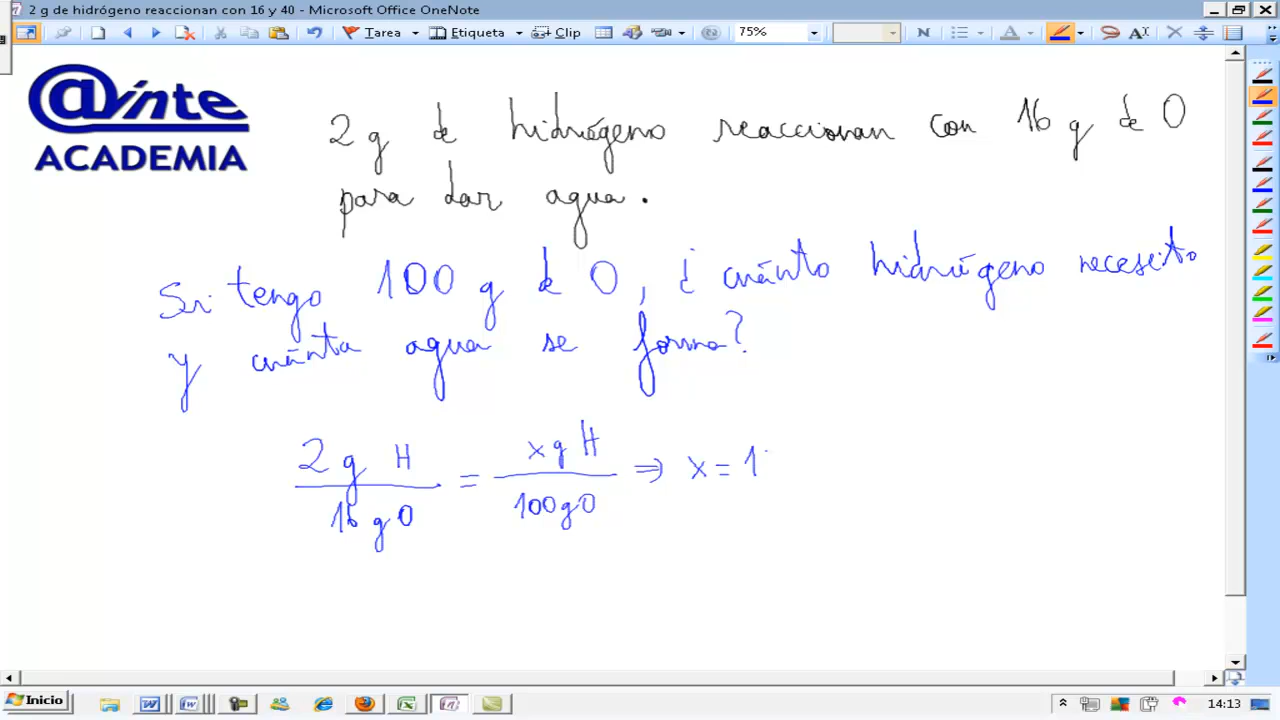 2 g de hidrógeno reaccionan con 16 y 40 - Microsoft Office OneNote
Tarea Etiqueta Clip 75% N A
@inte
ACADEMIA
2 g de hidrógeno reaccionan con 16 g de O
para dar agua.
Si tengo 100 g de O, ¿cuánto hidrógeno necesito
y cuánta agua se forma?
2 g H / 16 g O = x g H / 100 g O ⇒ x = 1
Inicio 14:13